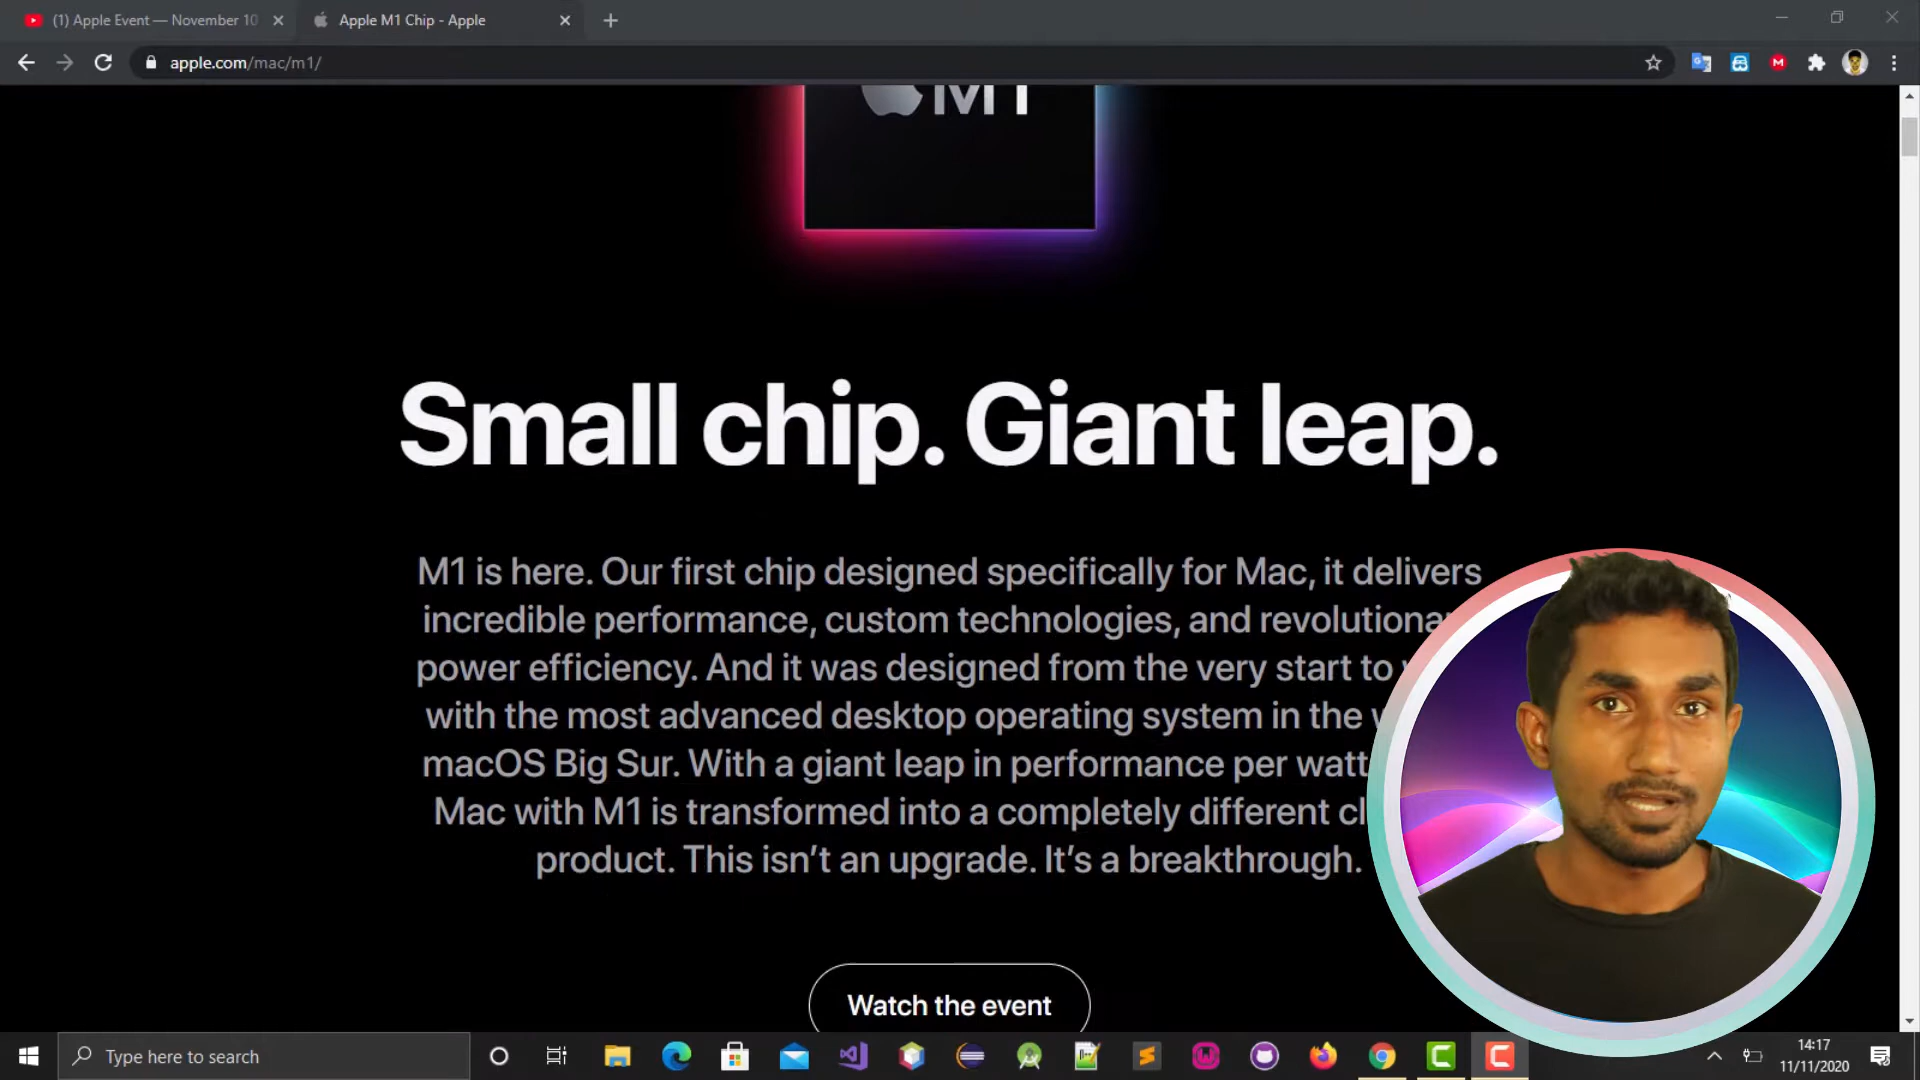 (1) Apple Event — November 10
Apple M1 Chip - Apple
apple.com/mac/m1/
M1
Small chip. Giant leap.
M1 is here. Our first chip designed specifically for Mac, it delivers
incredible performance, custom technologies, and revolutiona
power efficiency. And it was designed from the very start to
with the most advanced desktop operating system in the
macOS Big Sur. With a giant leap in performance per watt
Mac with M1 is transformed into a completely different cl
product. This isn’t an upgrade. It’s a breakthrough.
Watch the event
Type here to search
14:17
11/11/2020